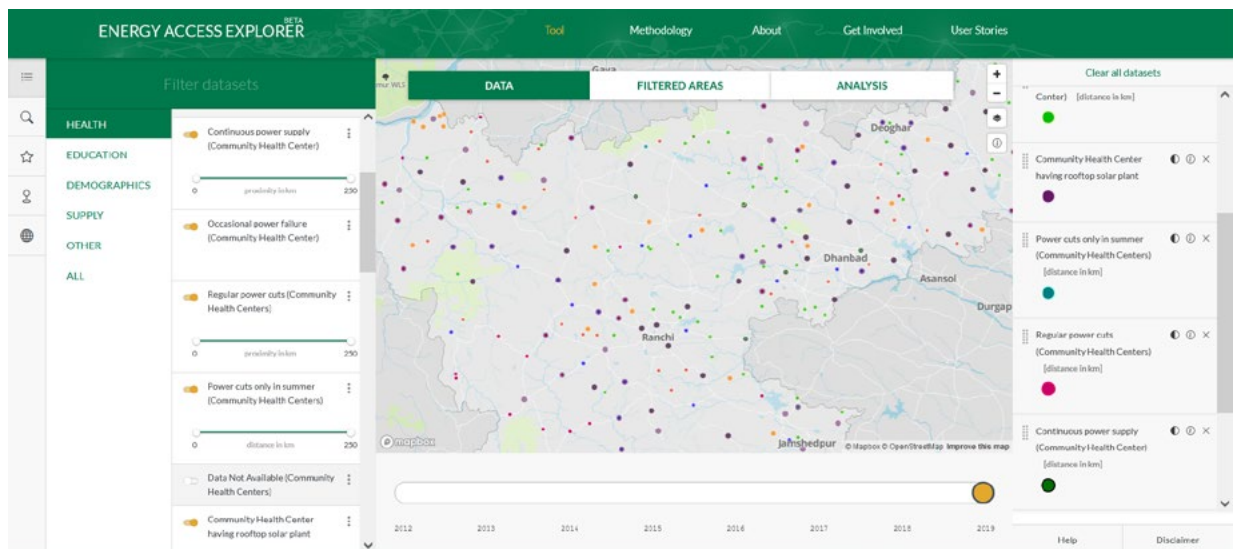 ENERGY ACCESS EXPLORER
BETA
Tool
Methodology
About
Get Involved
User Stories
Filter datasets
HEALTH
EDUCATION
DEMOGRAPHICS
SUPPLY
OTHER
ALL
Continuous power supply
(Community Health Center)
0
proximity in km
250
Occasional power failure
(Community Health Center)
Regular power cuts (Community
Health Centers)
0
proximity in km
250
Power cuts only in summer
(Community Health Centers)
0
distance in km
250
Data Not Available (Community
Health Centers)
Community Health Center
having rooftop solar plant
DATA
FILTERED AREAS
ANALYSIS
Gaya
mur WLS
Deoghar
Dhanbad
Asansol
Durgap
Ranchi
Jamshedpur
mapbox
© Mapbox © OpenStreetMap Improve this map
2012
2013
2014
2015
2016
2017
2018
2019
Clear all datasets
Center) [distance in km]
Community Health Center
having rooftop solar plant
Power cuts only in summer
(Community Health Centers)
[distance in km]
Regular power cuts
(Community Health Centers)
[distance in km]
Continuous power supply
(Community Health Center)
[distance in km]
Help
Disclaimer